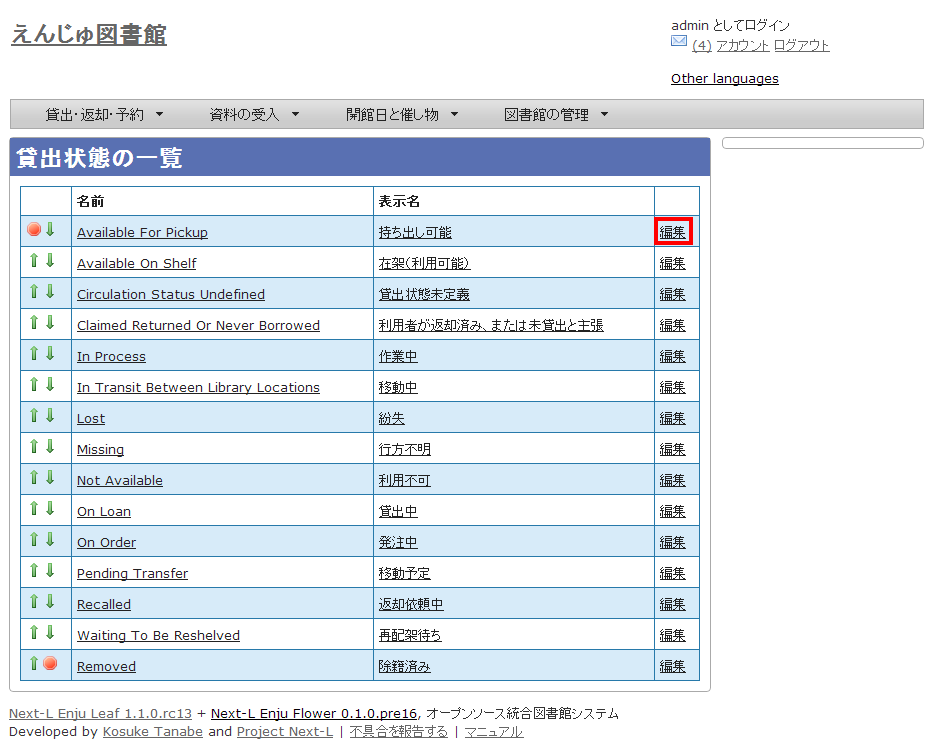 えんじゅ図書館
admin としてログイン
(4) アカウント ログアウト
Other languages
貸出・返却・予約 ▼ 資料の受入 ▼ 開館日と催し物 ▼ 図書館の管理 ▼
貸出状態の一覧
名前 表示名
Available For Pickup 持ち出し可能 編集
Available On Shelf 在架（利用可能） 編集
Circulation Status Undefined 貸出状態未定義 編集
Claimed Returned Or Never Borrowed 利用者が返却済み、または未貸出と主張 編集
In Process 作業中 編集
In Transit Between Library Locations 移動中 編集
Lost 紛失 編集
Missing 行方不明 編集
Not Available 利用不可 編集
On Loan 貸出中 編集
On Order 発注中 編集
Pending Transfer 移動予定 編集
Recalled 返却依頼中 編集
Waiting To Be Reshelved 再配架待ち 編集
Removed 除籍済み 編集
Next-L Enju Leaf 1.1.0.rc13 + Next-L Enju Flower 0.1.0.pre16, オープンソース統合図書館システム
Developed by Kosuke Tanabe and Project Next-L | 不具合を報告する | マニュアル